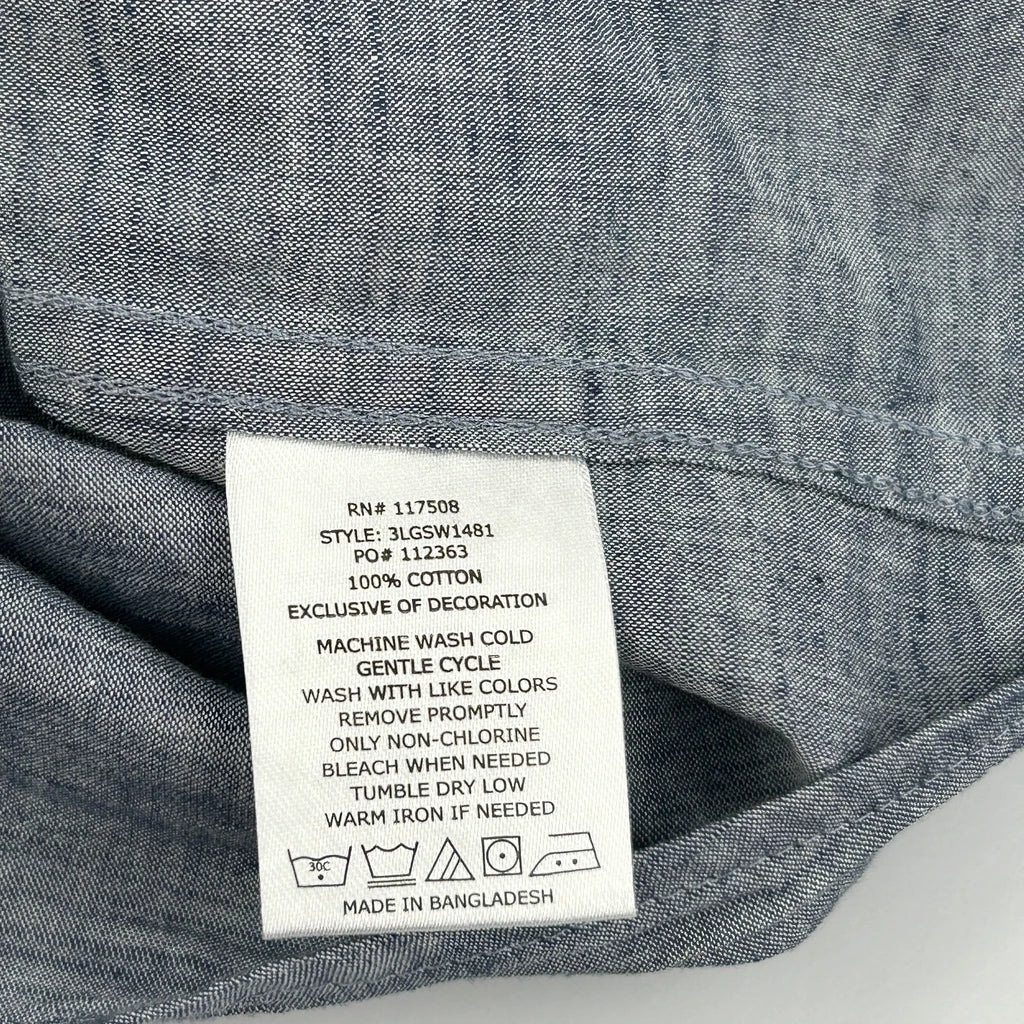 RN# 117508
STYLE: 3LGSW1481
PO# 112363
100% COTTON
EXCLUSIVE OF DECORATION
MACHINE WASH COLD
GENTLE CYCLE
WASH WITH LIKE COLORS
REMOVE PROMPTLY
ONLY NON-CHLORINE
BLEACH WHEN NEEDED
TUMBLE DRY LOW
WARM IRON IF NEEDED
30C
MADE IN BANGLADESH